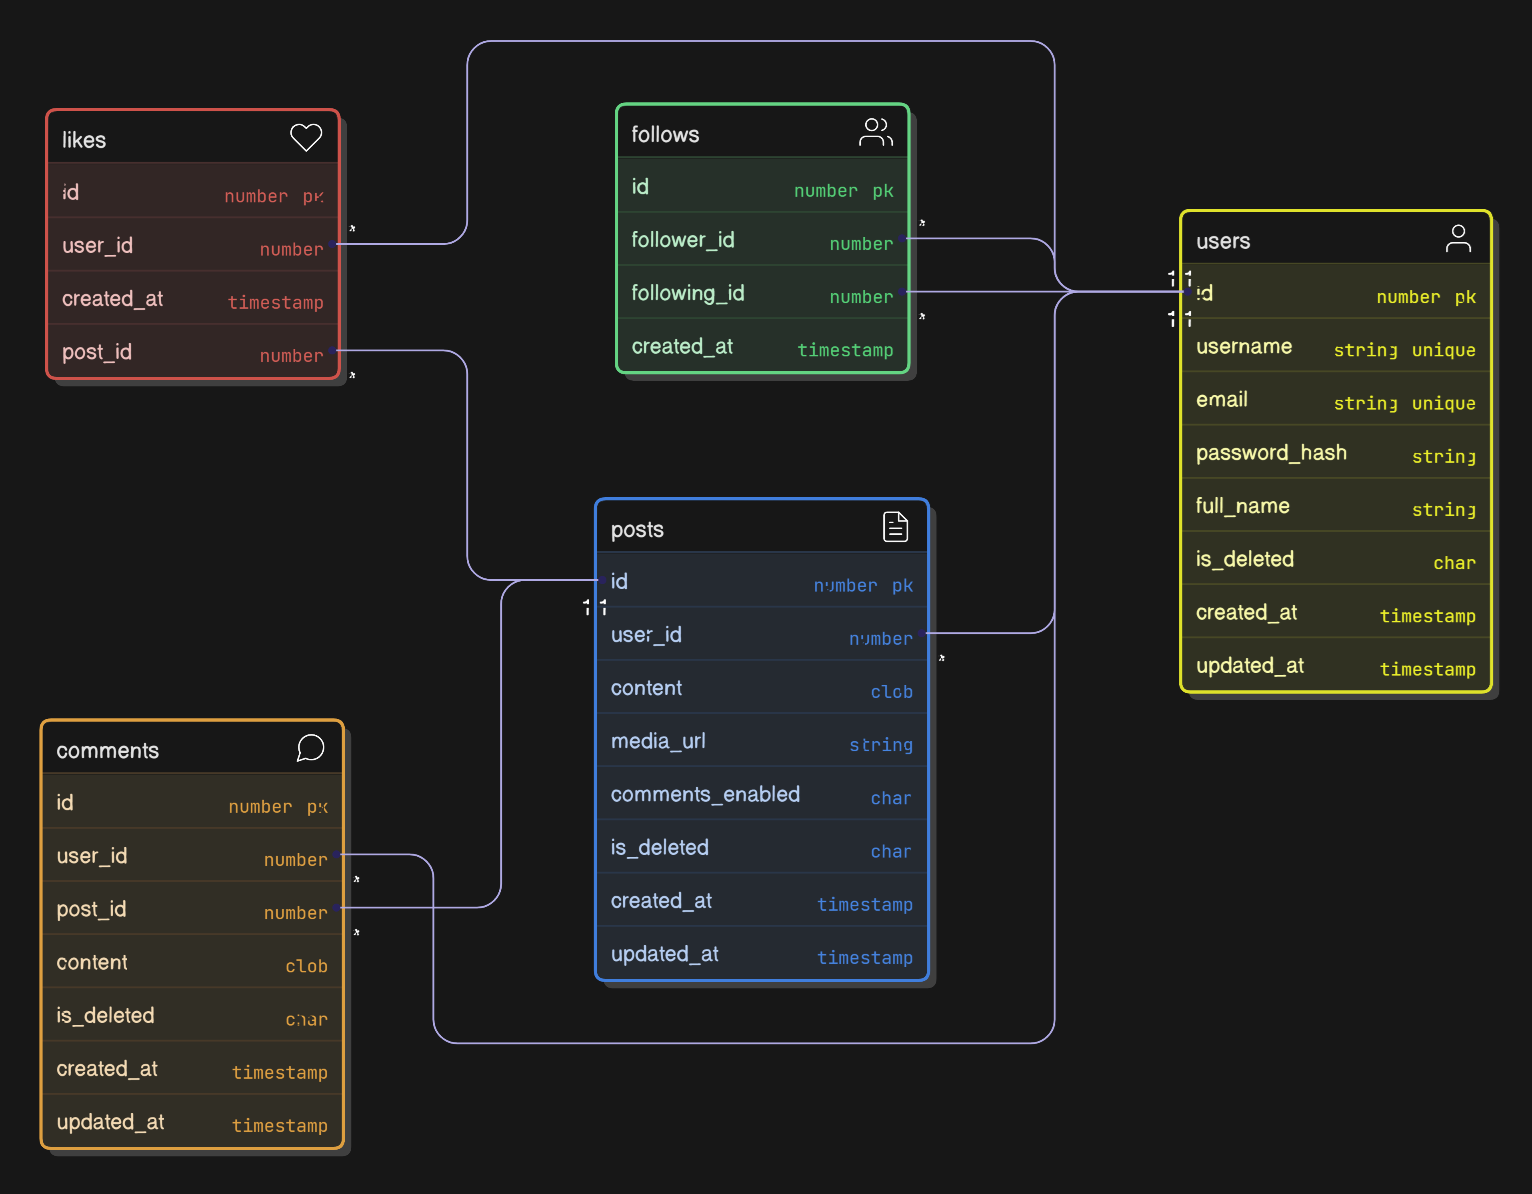 likes
id number pk
user_id number
created_at timestamp
post_id number
follows
id number pk
follower_id number
following_id number
created_at timestamp
users
id number pk
username string unique
email string unique
password_hash string
full_name string
is_deleted char
created_at timestamp
updated_at timestamp
posts
id number pk
user_id number
content clob
media_url string
comments_enabled char
is_deleted char
created_at timestamp
updated_at timestamp
comments
id number pk
user_id number
post_id number
content clob
is_deleted char
created_at timestamp
updated_at timestamp